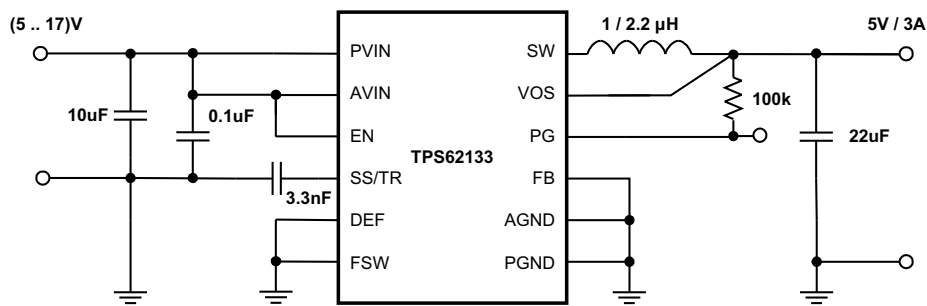 (5 .. 17)V
1 / 2.2 µH
5V / 3A
PVIN
SW
AVIN
VOS
10uF
0.1uF
100k
EN
PG
22uF
TPS62133
SS/TR
FB
3.3nF
DEF
AGND
FSW
PGND